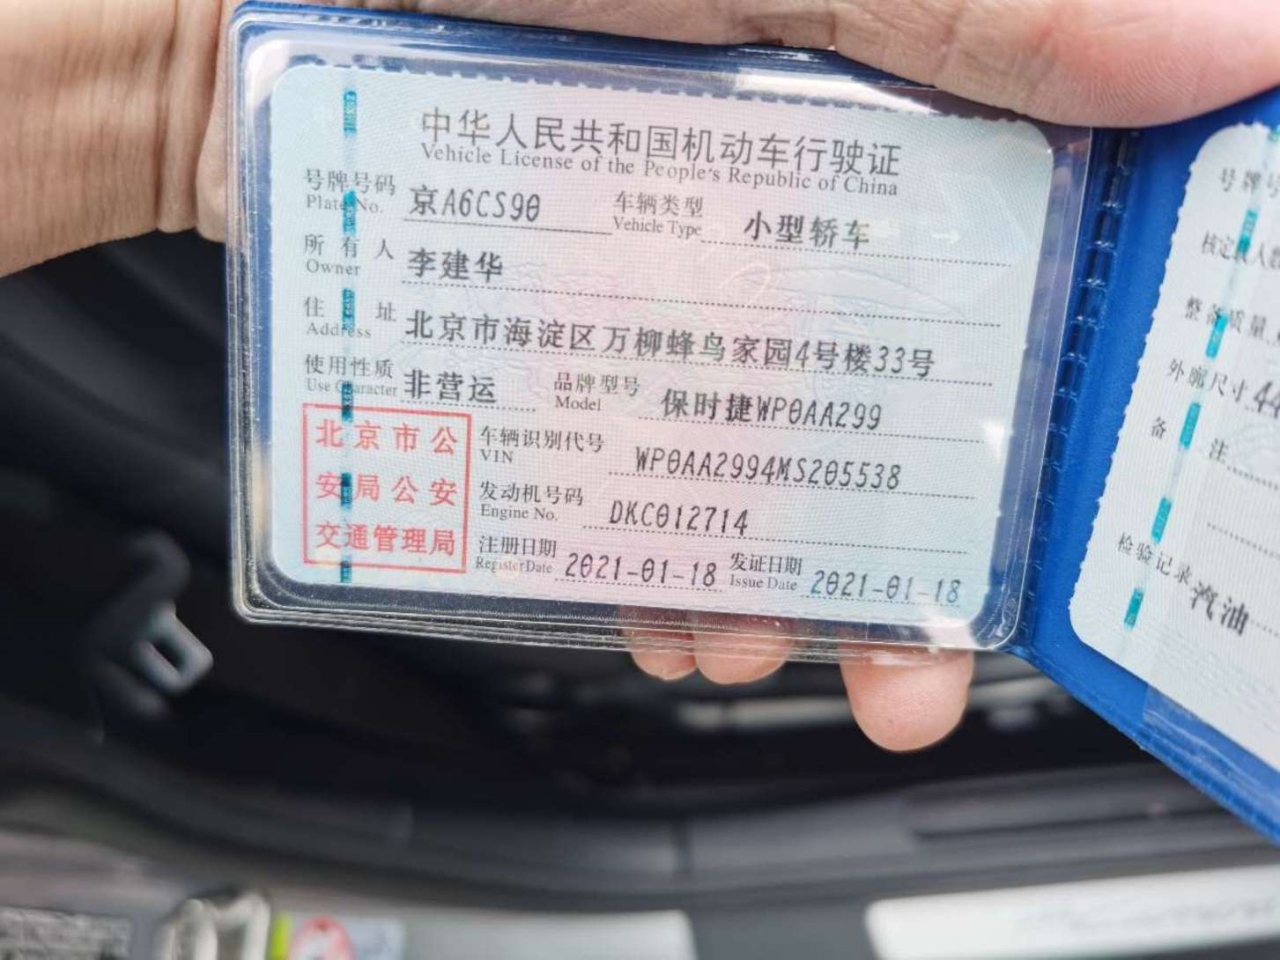 中华人民共和国机动车行驶证
Vehicle License of the People's Republic of China
号牌号码 京A6CS90 车辆类型 小型轿车
Plate No. Vehicle Type
所有人 李建华
Owner
住址 北京市海淀区万柳蜂鸟家园4号楼33号
Address
使用性质 非营运 品牌型号 保时捷WP0AA299
Use Character Model
北京市公
安局公安
交通管理局
车辆识别代号 WP0AA2994MS205538
VIN
发动机号码 DKC012714
Engine No.
注册日期 2021-01-18 发证日期 2021-01-18
Register Date Issue Date
号牌号
核定载人数
整备质量
外廓尺寸 44
备注
检验记录 汽油